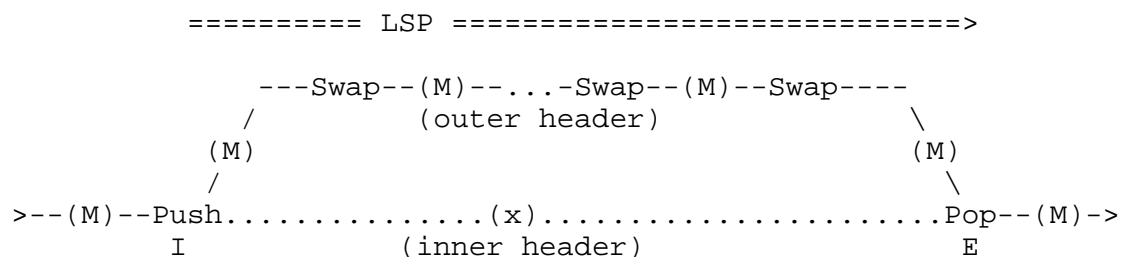 ========== LSP =============================>
---Swap--(M)--...-Swap--(M)--Swap----
/ (outer header) \
(M) (M)
/ \
>--(M)--Push...............(x).......................Pop--(M)->
I (inner header) E